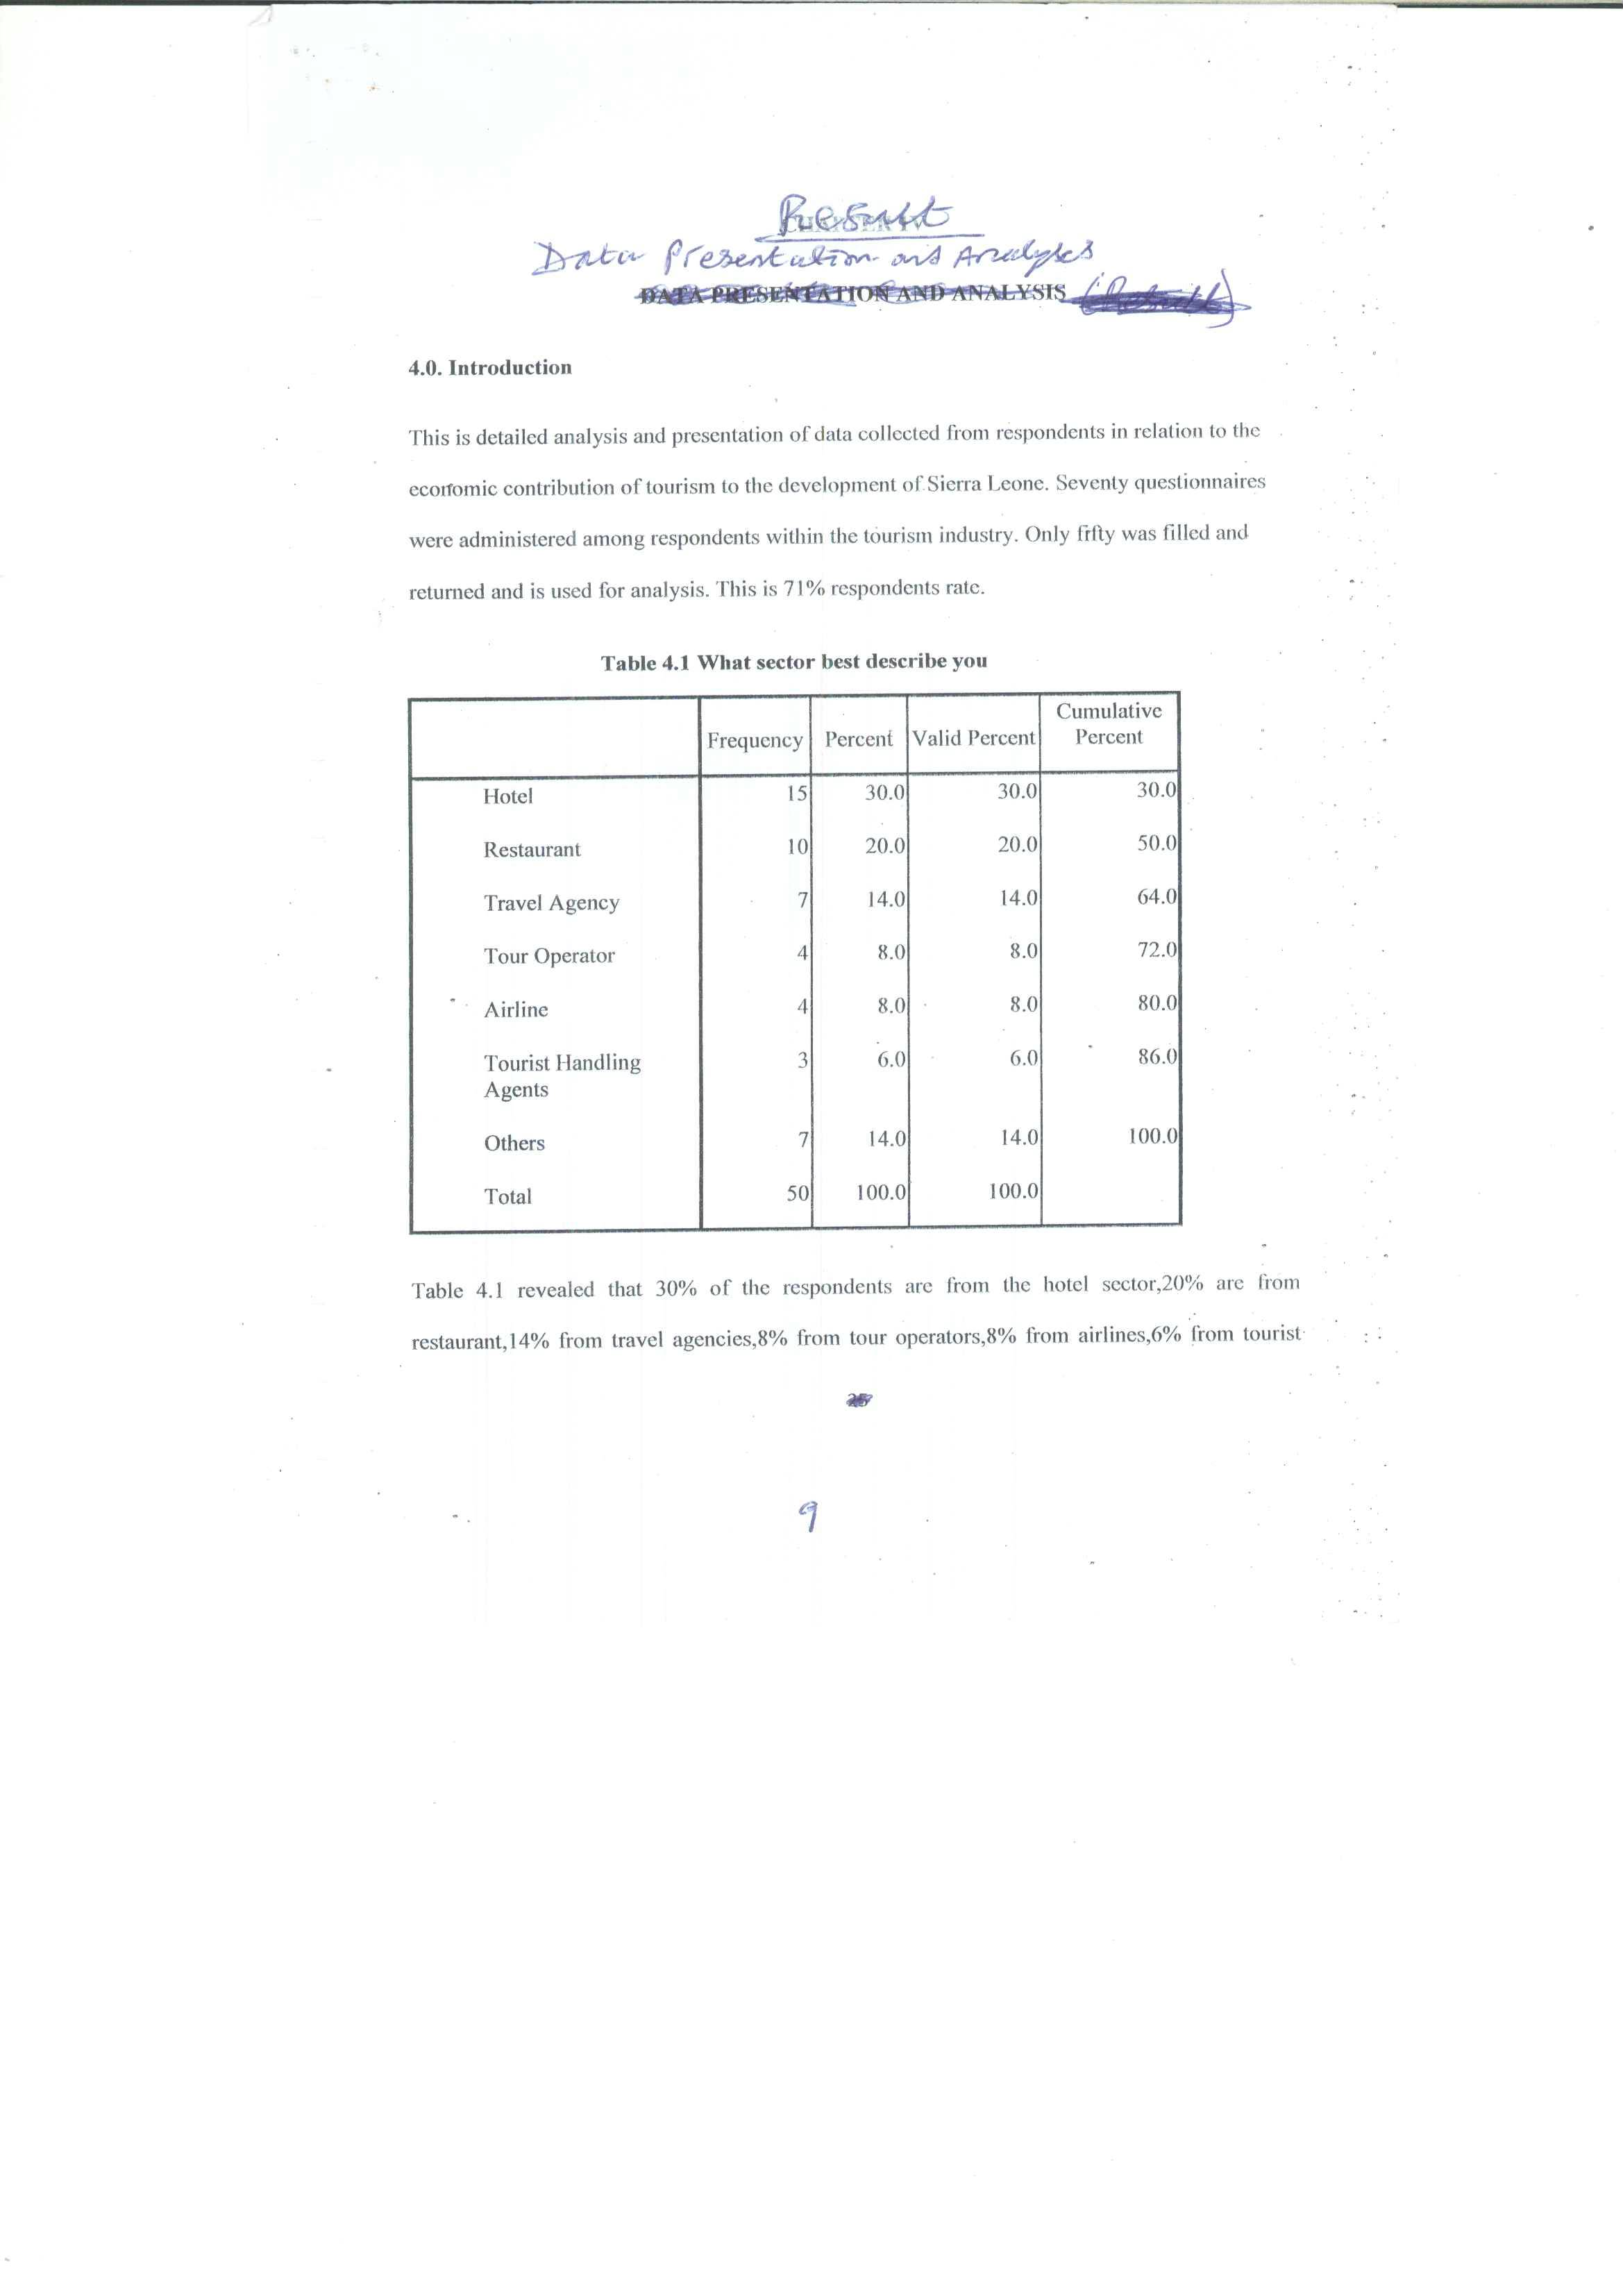 Result
Data Presentation and Analysis
DATA PRESENTATION AND ANALYSIS
4.0. Introduction
This is detailed analysis and presentation of data collected from respondents in relation to the
economic contribution of tourism to the development of Sierra Leone. Seventy questionnaires
were administered among respondents within the tourism industry. Only fifty was filled and
returned and is used for analysis. This is 71% respondents rate.
Table 4.1 What sector best describe you
Frequency Percent Valid Percent Cumulative Percent
Hotel 15 30.0 30.0 30.0
Restaurant 10 20.0 20.0 50.0
Travel Agency 7 14.0 14.0 64.0
Tour Operator 4 8.0 8.0 72.0
Airline 4 8.0 8.0 80.0
Tourist Handling Agents 3 6.0 6.0 86.0
Others 7 14.0 14.0 100.0
Total 50 100.0 100.0
Table 4.1 revealed that 30% of the respondents are from the hotel sector,20% are from
restaurant,14% from travel agencies,8% from tour operators,8% from airlines,6% from tourist
9